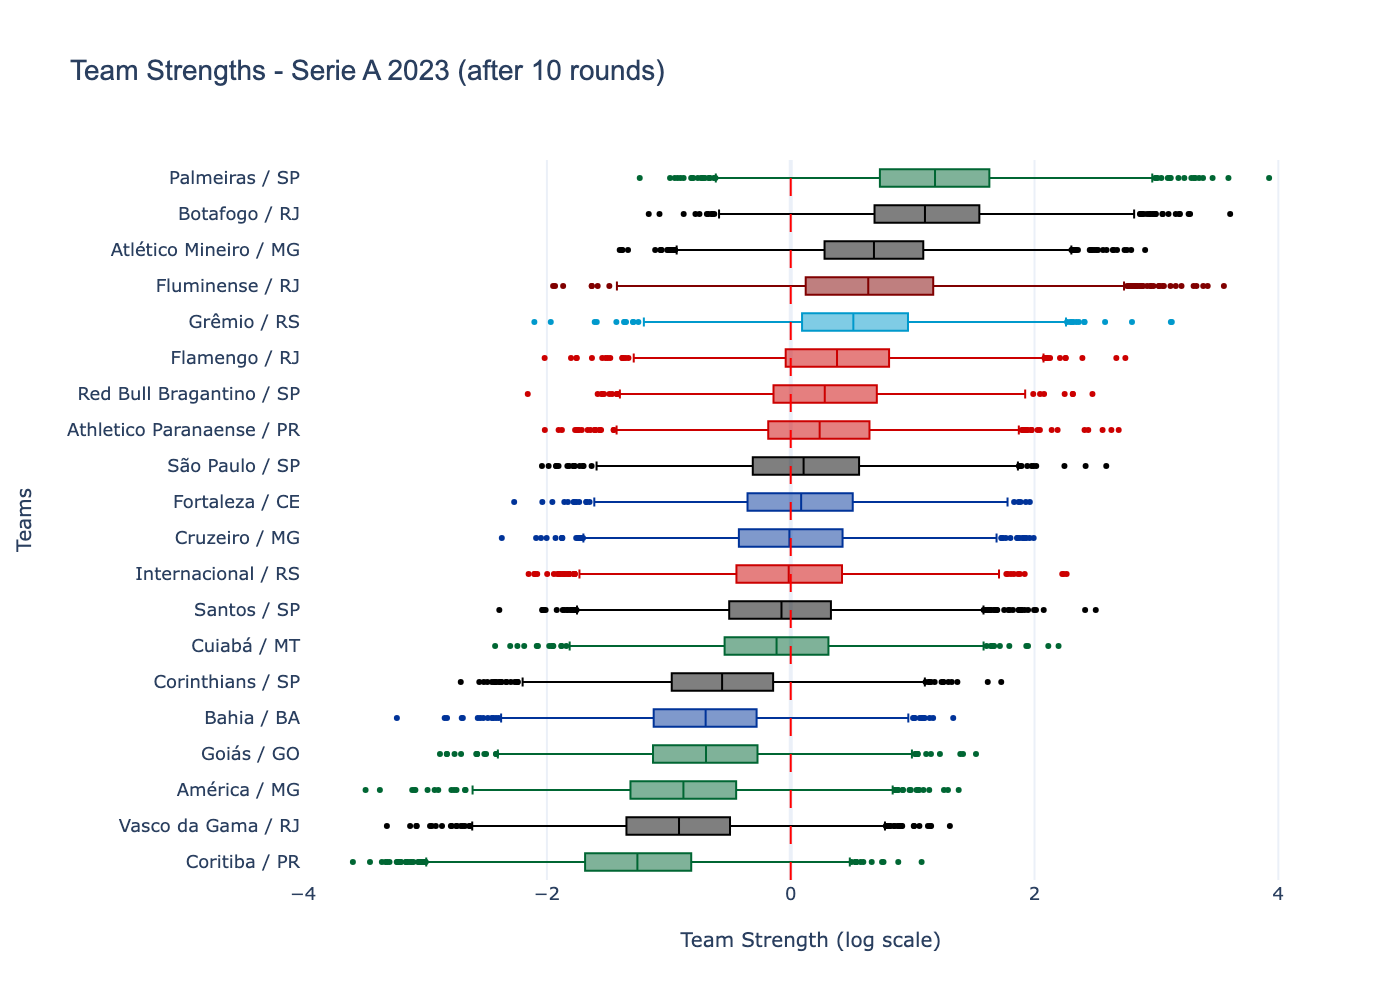 Team Strengths - Serie A 2023 (after 10 rounds)
Palmeiras / SP
Botafogo / RJ
Atlético Mineiro / MG
Fluminense / RJ
Grêmio / RS
Flamengo / RJ
Red Bull Bragantino / SP
Athletico Paranaense / PR
São Paulo / SP
Fortaleza / CE
Cruzeiro / MG
Internacional / RS
Santos / SP
Cuiabá / MT
Corinthians / SP
Bahia / BA
Goiás / GO
América / MG
Vasco da Gama / RJ
Coritiba / PR
Teams
−4 −2 0 2 4
Team Strength (log scale)